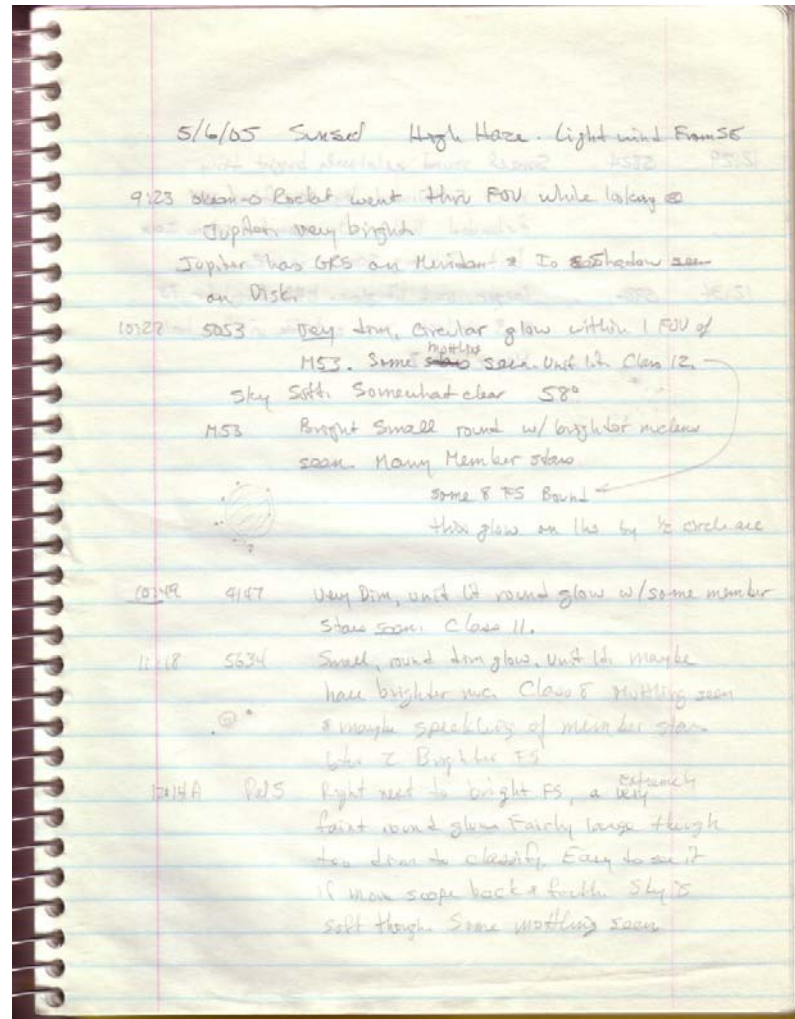 5/6/05 Sunset High Haze. Light wind From SE
9:23 Rocket went thru FOV while looking @
Jupiter. very bright.
Jupiter has GRS on Meridan & Io Shadow seen
on Disk.
10:22 5053 Very dim, circular glow within 1 FOV of
mottling
M53. Some seen. Unif lit. Class 12.
Sky Soft. Somewhat clear 58°
M53 Bright Small round w/ brighter nucleus
seen. Many Member stars
some 8 FS Bound
this glow on by 1/2 circle arc
10:49 4147 Very Dim, unif lit round glow w/some member
stars seen. Class 11.
11:18 5634 Small, round dim glow. Unif lit. maybe
have brighter nuc. Class 8 Mottling seen
& maybe speckling of member stars
btw 2 Brighter FS
extremely
12:14A Pal 5 Right next to bright FS, a very
faint round glow. Fairly large though
too dim to classify. Easy to see it
if move scope back & forth. Sky is
soft though. Some mottling seen